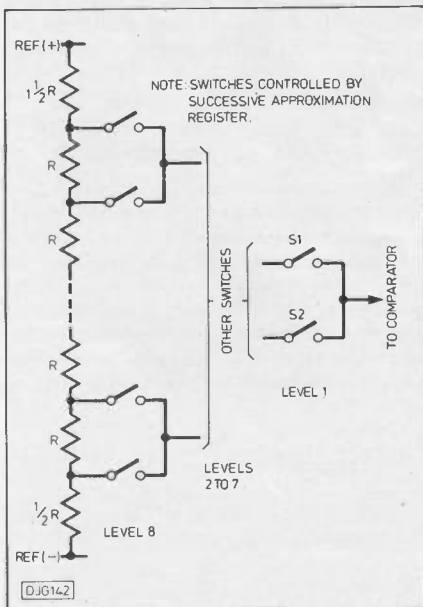 REF(+)
1½R
NOTE: SWITCHES CONTROLLED BY
SUCCESSIVE APPROXIMATION
REGISTER.
R
R
OTHER SWITCHES
S1
S2
TO COMPARATOR
LEVEL 1
R
R
LEVELS
2 TO 7
½R
LEVEL 8
REF(−)
DJG142